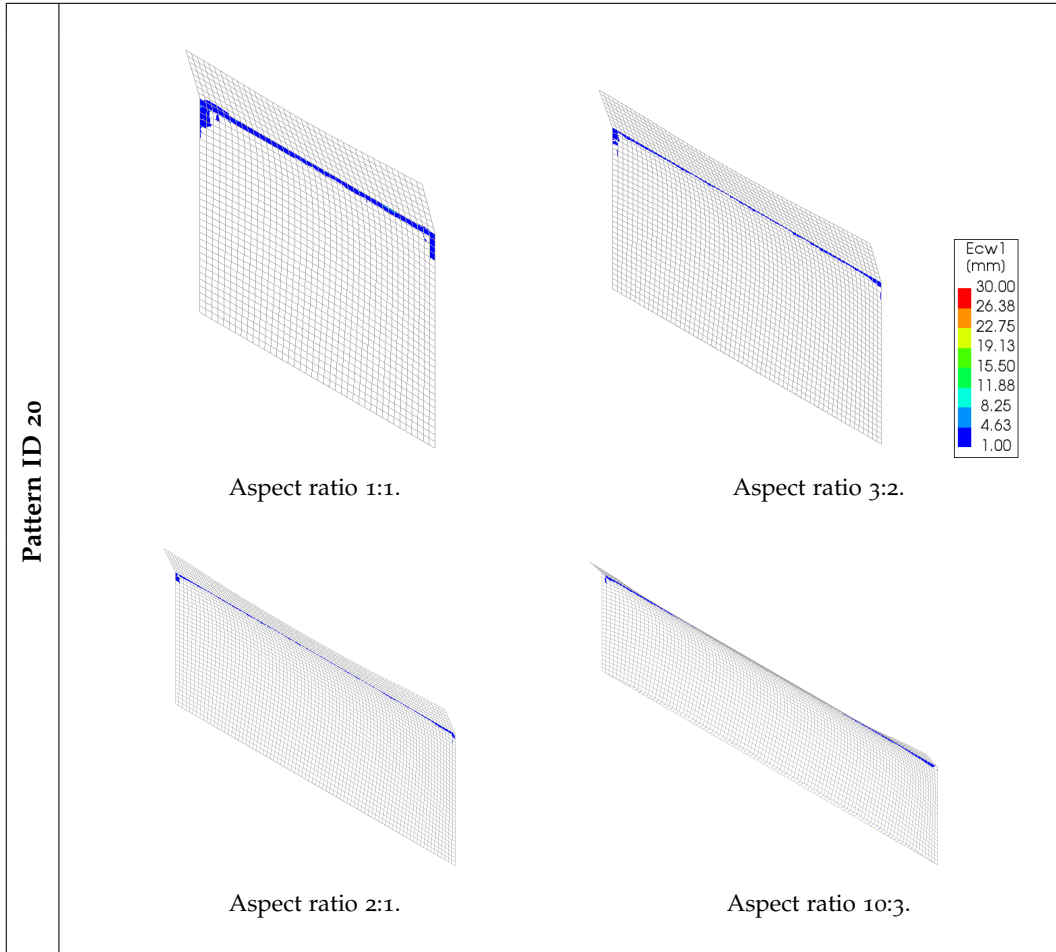 Pattern ID 20
Aspect ratio 1:1.
Aspect ratio 3:2.
Ecw1
(mm)
30.00
26.38
22.75
19.13
15.50
11.88
8.25
4.63
1.00
Aspect ratio 2:1.
Aspect ratio 10:3.